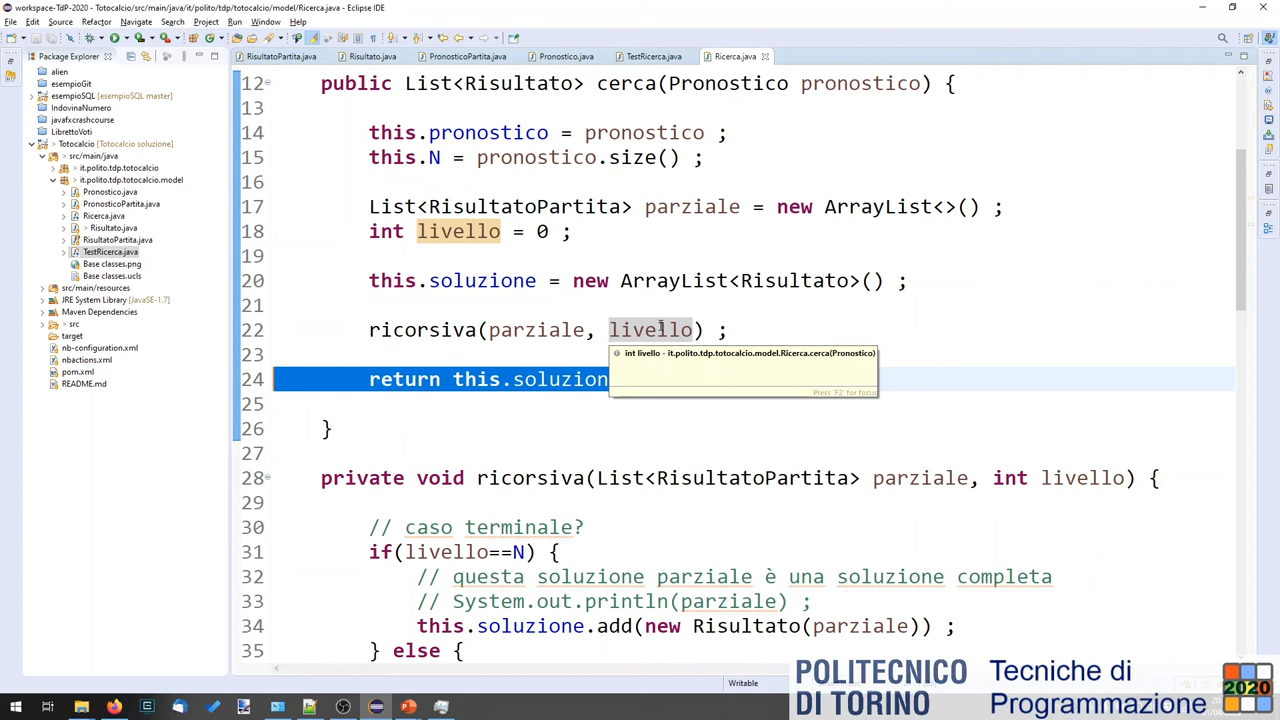 workspace-TdP-2020 - Totocalcio/src/main/java/it/polito/tdp/totocalcio/model/Ricerca.java - Eclipse IDE
File Edit Source Refactor Navigate Search Project Run Window Help
Package Explorer
RisultatoPartita.java Risultato.java PronosticoPartita.java Pronostico.java TestRicerca.java Ricerca.java
alien
esempioGit
esempioSQL [esempioSQL master]
IndovinaNumero
javafxcrashcourse
LibrettoVoti
Totocalcio [Totocalcio soluzione]
src/main/java
it.polito.tdp.totocalcio
it.polito.tdp.totocalcio.model
Pronostico.java
PronosticoPartita.java
Ricerca.java
Risultato.java
RisultatoPartita.java
TestRicerca.java
Base classes.png
Base classes.ucls
src/main/resources
JRE System Library [JavaSE-1.7]
Maven Dependencies
src
target
nb-configuration.xml
nbactions.xml
pom.xml
README.md
12 public List<Risultato> cerca(Pronostico pronostico) {
13
14 this.pronostico = pronostico ;
15 this.N = pronostico.size() ;
16
17 List<RisultatoPartita> parziale = new ArrayList<>() ;
18 int livello = 0 ;
19
20 this.soluzione = new ArrayList<Risultato>() ;
21
22 ricorsiva(parziale, livello) ;
23
int livello - it.polito.tdp.totocalcio.model.Ricerca.cerca(Pronostico)
24 return this.soluzion
Press 'F2' for focus
25
26 }
27
28 private void ricorsiva(List<RisultatoPartita> parziale, int livello) {
29
30 // caso terminale?
31 if(livello==N) {
32 // questa soluzione parziale è una soluzione completa
33 // System.out.println(parziale) ;
34 this.soluzione.add(new Risultato(parziale)) ;
35 } else {
Writable
POLITECNICO
DI TORINO
Tecniche di
Programmazione
2020